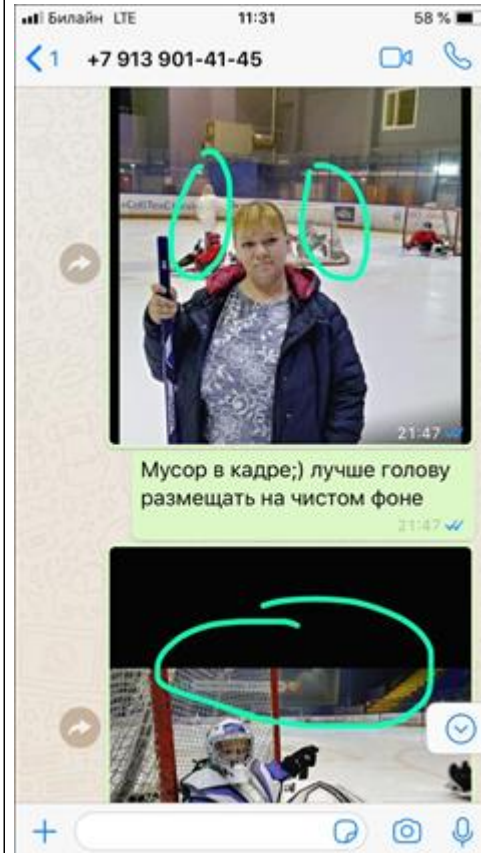 Билайн LTE 11:31 58 %
1 +7 913 901-41-45
21:47
Мусор в кадре;) лучше голову
размещать на чистом фоне
21:47